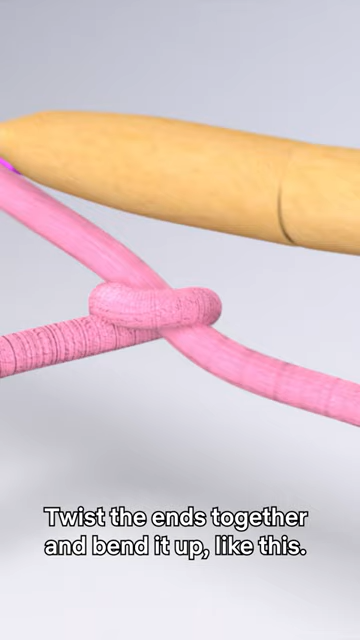 Twist the ends together
and bend it up, like this.